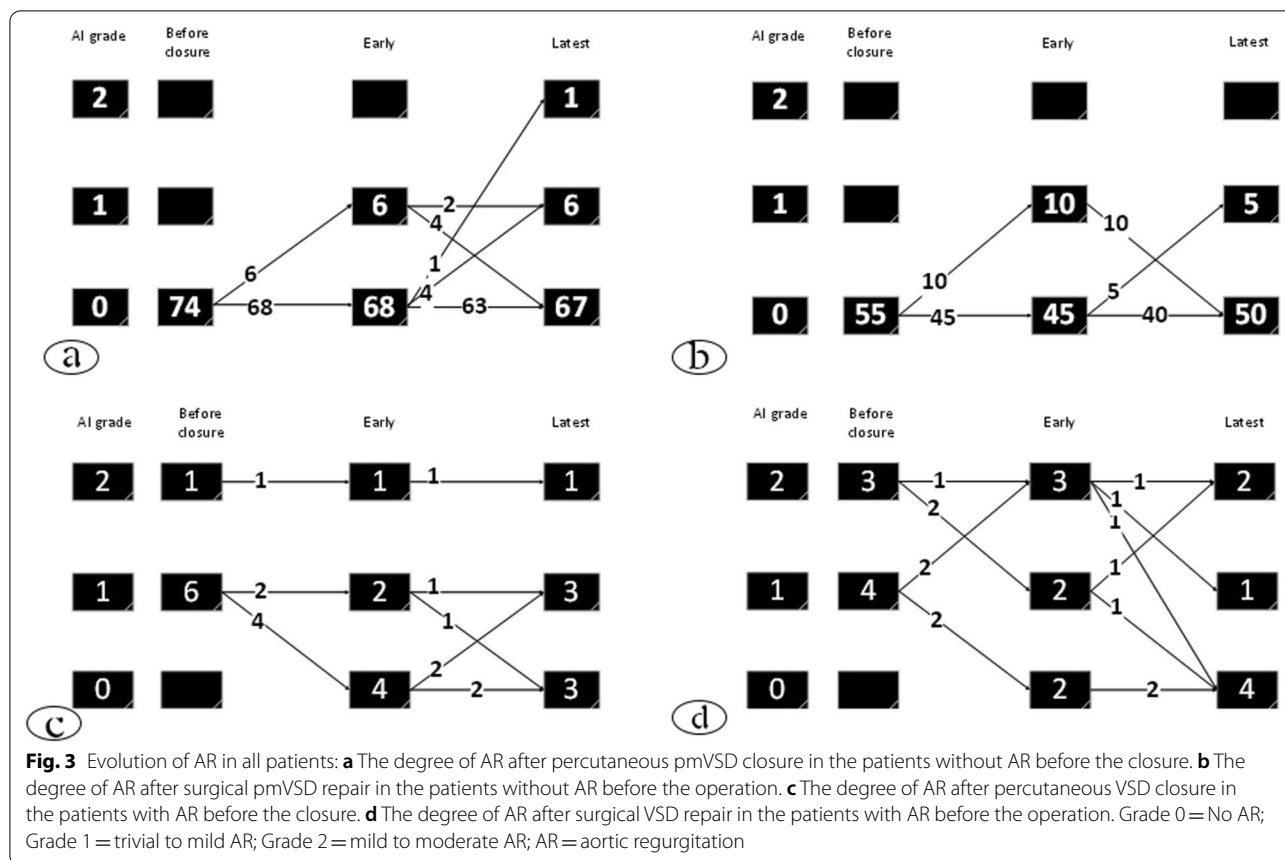 AI grade Before closure Early Latest
2 1
6 2
1 6 6
4
6 1
4
0 74 68 68 63 67
a
AI grade Before closure Early Latest
2
1 10 5
10
10 5
0 55 45 45 40 50
b
AI grade Before closure Early Latest
2 1 1 1 1 1
1 6 2 2 1 3
4 1
2
0 4 2 3
c
AI grade Before closure Early Latest
2 3 1 3 1 2
2 1
1
2 1
1 4 2 1
2 1
0 2 2 4
d
Fig. 3 Evolution of AR in all patients: a The degree of AR after percutaneous pmVSD closure in the patients without AR before the closure. b The
degree of AR after surgical pmVSD repair in the patients without AR before the operation. c The degree of AR after percutaneous VSD closure in
the patients with AR before the closure. d The degree of AR after surgical VSD repair in the patients with AR before the operation. Grade 0 = No AR;
Grade 1 = trivial to mild AR; Grade 2 = mild to moderate AR; AR = aortic regurgitation